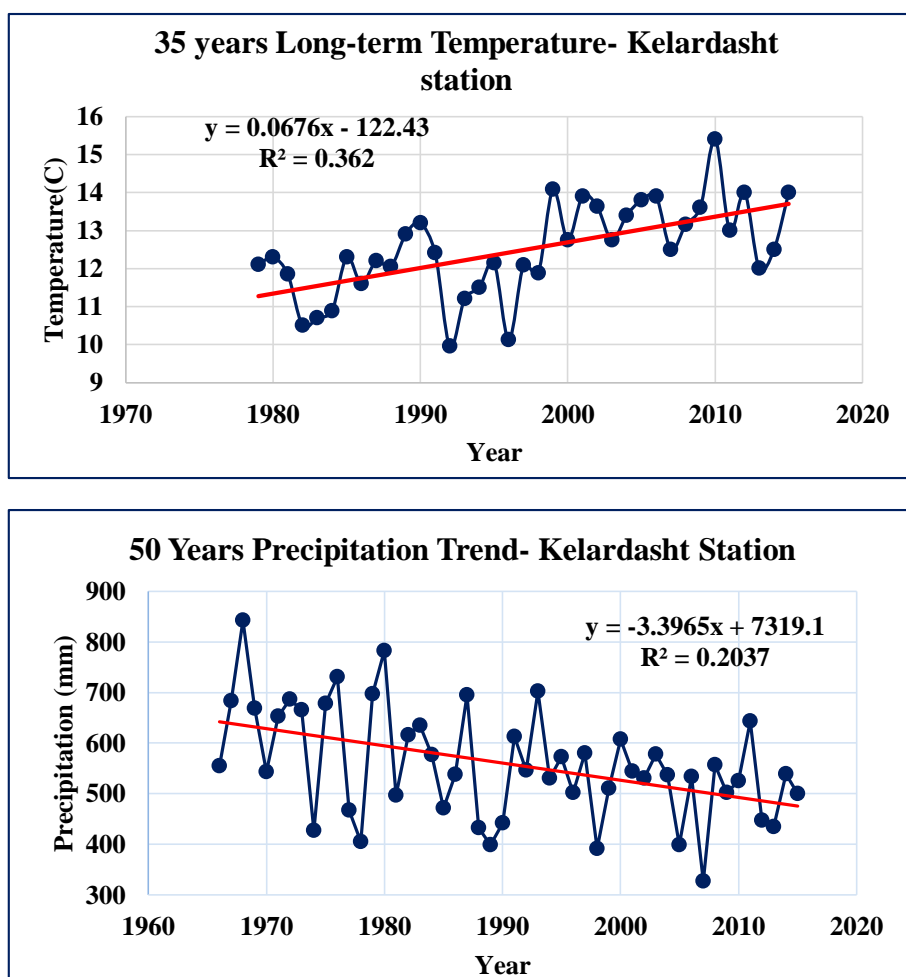 35 years Long-term Temperature- Kelardasht
station
y = 0.0676x - 122.43
R² = 0.362
16
15
14
13
12
11
10
9
Temperature(C)
1970 1980 1990 2000 2010 2020
Year
50 Years Precipitation Trend- Kelardasht Station
y = -3.3965x + 7319.1
R² = 0.2037
900
800
700
600
500
400
300
Precipitation (mm)
1960 1970 1980 1990 2000 2010 2020
Year